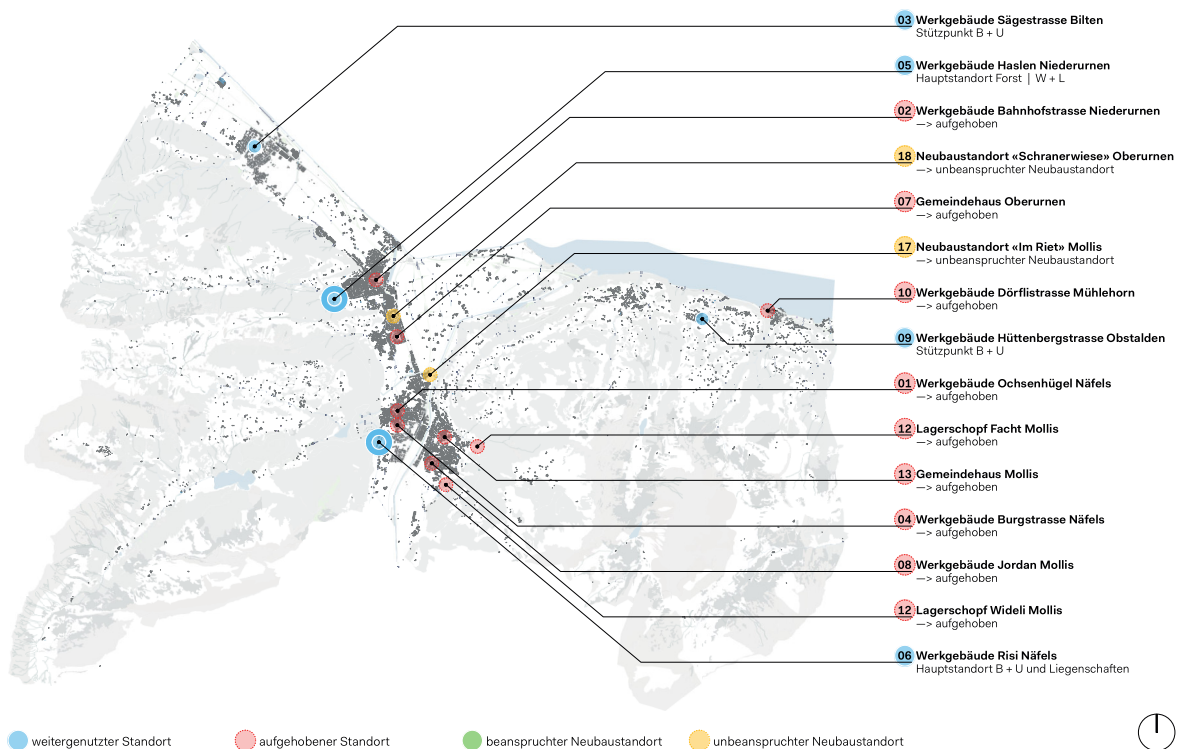 03 Werkgebäude Sägestrasse Bilten
Stützpunkt B + U
05 Werkgebäude Haslen Niederurnen
Hauptstandort Forst | W + L
02 Werkgebäude Bahnhofstrasse Niederurnen
—> aufgehoben
18 Neubaustandort «Schranerwiese» Oberurnen
—> unbeanspruchter Neubaustandort
07 Gemeindehaus Oberurnen
—> aufgehoben
17 Neubaustandort «Im Riet» Mollis
—> unbeanspruchter Neubaustandort
10 Werkgebäude Dörflistrasse Mühlehorn
—> aufgehoben
09 Werkgebäude Hüttenbergstrasse Obstalden
Stützpunkt B + U
01 Werkgebäude Ochsenhügel Näfels
—> aufgehoben
12 Lagerschopf Facht Mollis
—> aufgehoben
13 Gemeindehaus Mollis
—> aufgehoben
04 Werkgebäude Burgstrasse Näfels
—> aufgehoben
08 Werkgebäude Jordan Mollis
—> aufgehoben
12 Lagerschopf Wideli Mollis
—> aufgehoben
06 Werkgebäude Risi Näfels
Hauptstandort B + U und Liegenschaften
weitergenutzter Standort
aufgehobener Standort
beanspruchter Neubaustandort
unbeanspruchter Neubaustandort